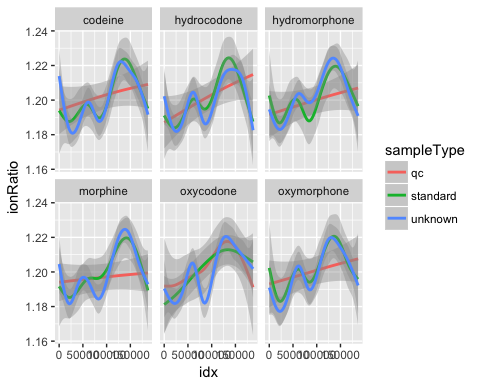 codeine hydrocodone hydromorphone
1.24
1.22
1.20
1.18
1.16
morphine oxycodone oxymorphone
1.24
1.22
1.20
1.18
1.16
0 50000 100000 150000 0 50000 100000 150000 0 50000 100000 150000
idx
ionRatio
sampleType
qc
standard
unknown